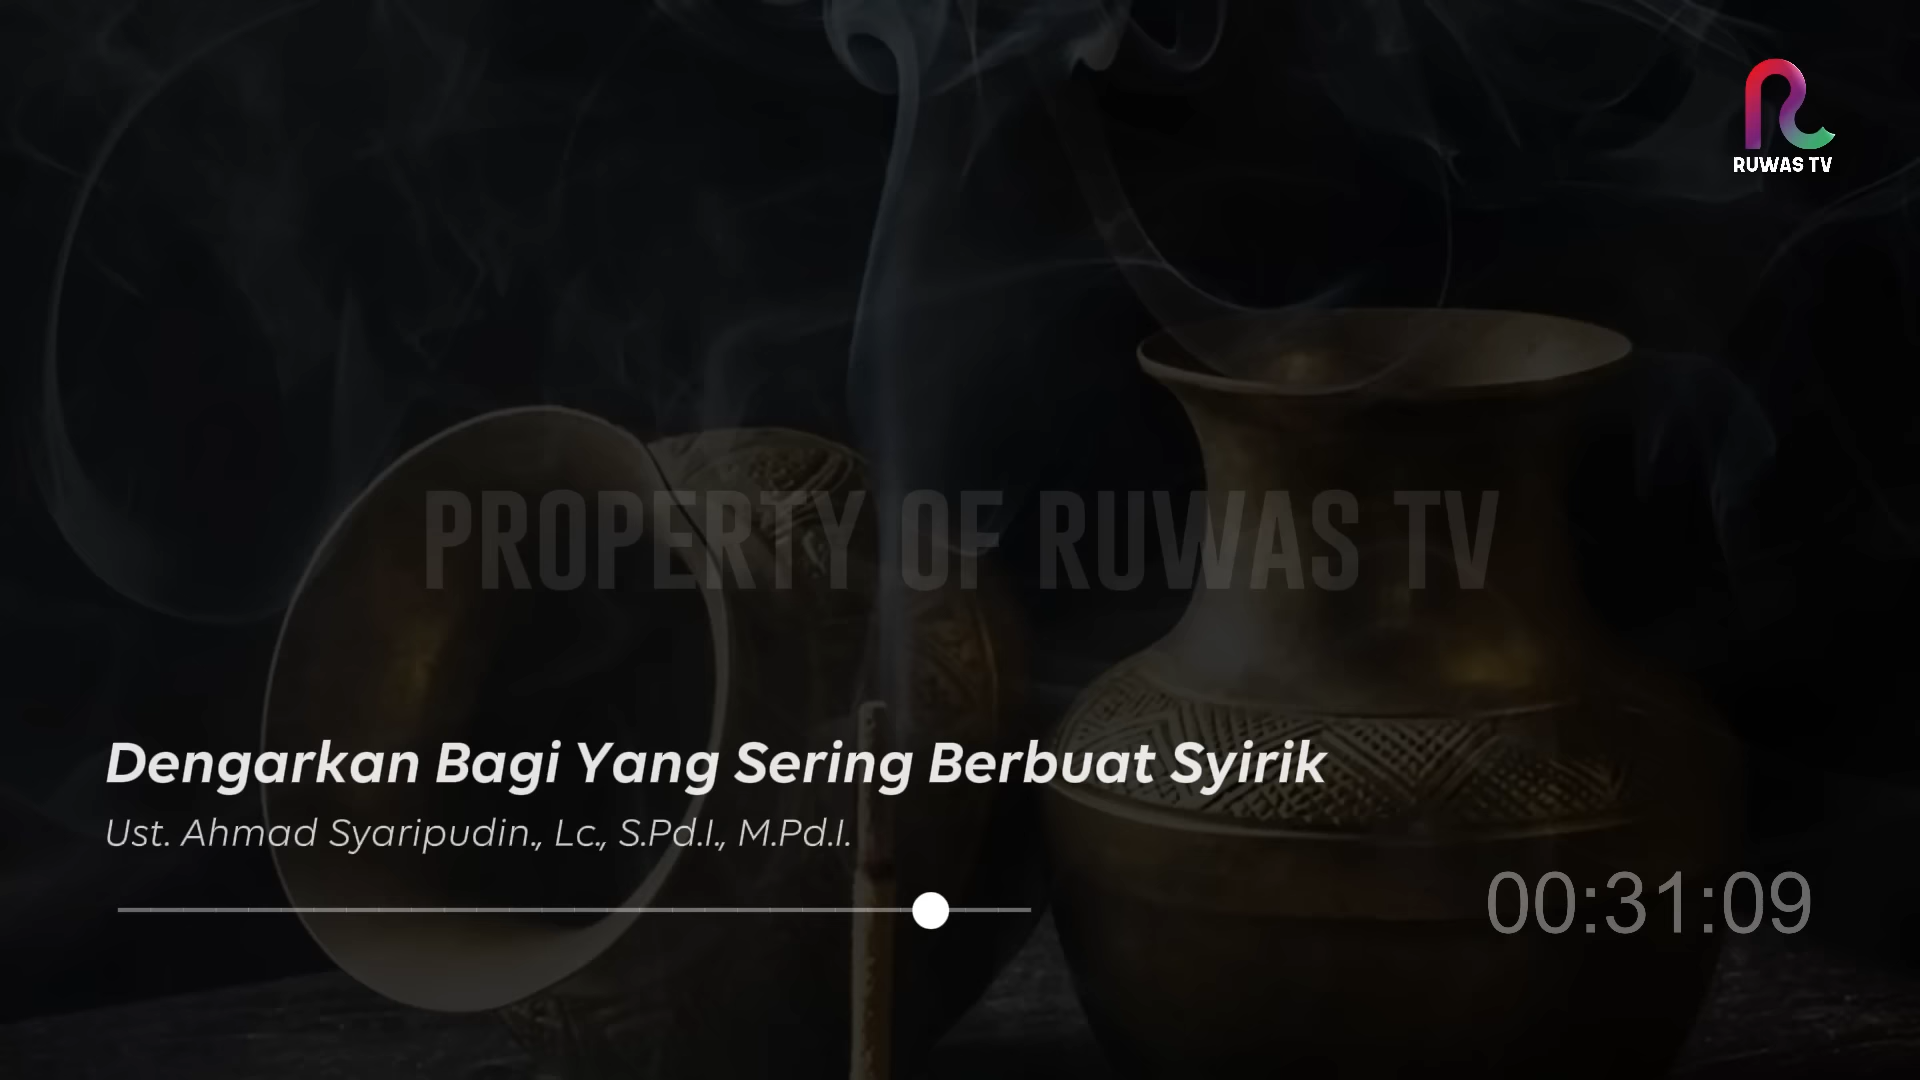 RUWAS TV
PROPERTY OF RUWAS TV
Dengarkan Bagi Yang Sering Berbuat Syirik
Ust. Ahmad Syaripudin., Lc., S.Pd.I., M.Pd.I.
00:31:09